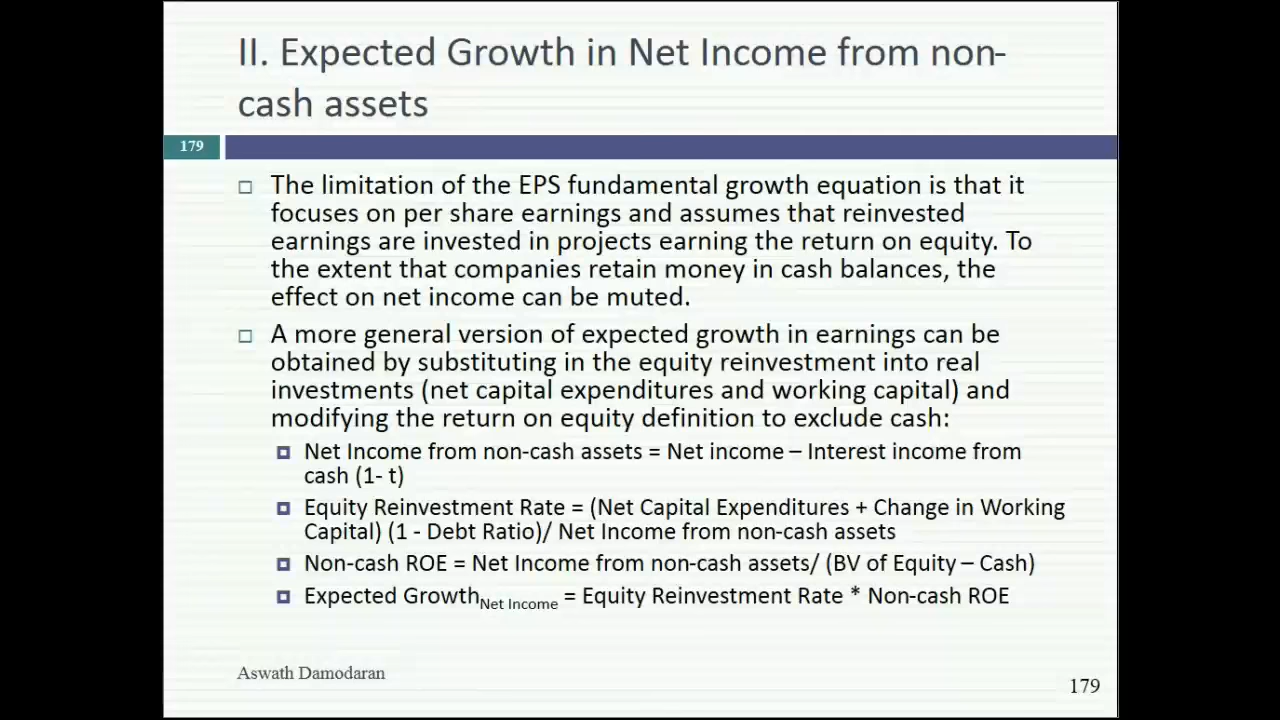 II. Expected Growth in Net Income from non-
cash assets
179
The limitation of the EPS fundamental growth equation is that it
focuses on per share earnings and assumes that reinvested
earnings are invested in projects earning the return on equity. To
the extent that companies retain money in cash balances, the
effect on net income can be muted.
A more general version of expected growth in earnings can be
obtained by substituting in the equity reinvestment into real
investments (net capital expenditures and working capital) and
modifying the return on equity definition to exclude cash:
Net Income from non-cash assets = Net income – Interest income from
cash (1- t)
Equity Reinvestment Rate = (Net Capital Expenditures + Change in Working
Capital) (1 - Debt Ratio)/ Net Income from non-cash assets
Non-cash ROE = Net Income from non-cash assets/ (BV of Equity – Cash)
Expected Growth Net Income = Equity Reinvestment Rate * Non-cash ROE
Aswath Damodaran
179